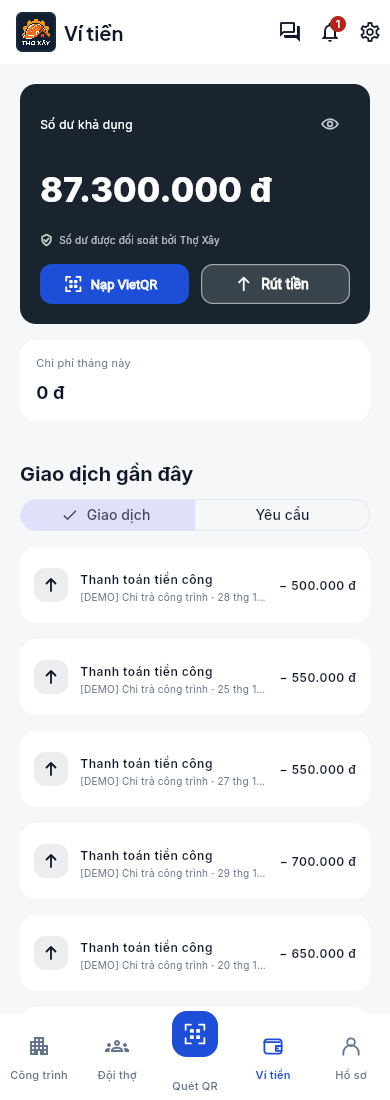 THỢ XÂY
Ví tiền
1
Số dư khả dụng
87.300.000 đ
Số dư được đối soát bởi Thợ Xây
Nạp VietQR
Rút tiền
Chi phí tháng này
0 đ
Giao dịch gần đây
Giao dịch
Yêu cầu
Thanh toán tiền công
− 500.000 đ
[DEMO] Chi trả công trình · 28 thg 1...
Thanh toán tiền công
− 550.000 đ
[DEMO] Chi trả công trình · 25 thg 1...
Thanh toán tiền công
− 550.000 đ
[DEMO] Chi trả công trình · 27 thg 1...
Thanh toán tiền công
− 700.000 đ
[DEMO] Chi trả công trình · 29 thg 1...
Thanh toán tiền công
− 650.000 đ
[DEMO] Chi trả công trình · 20 thg 1...
Công trình
Đội thợ
Quét QR
Ví tiền
Hồ sơ